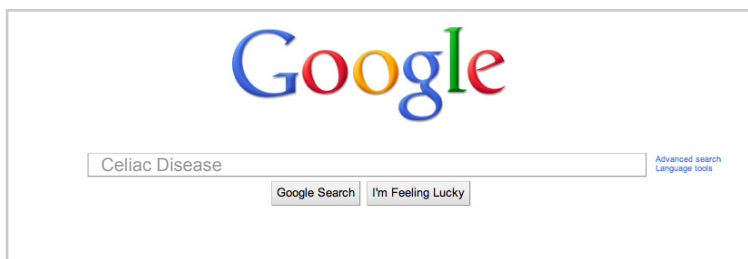 Google
Celiac Disease
Advanced search
Language tools
Google Search
I'm Feeling Lucky